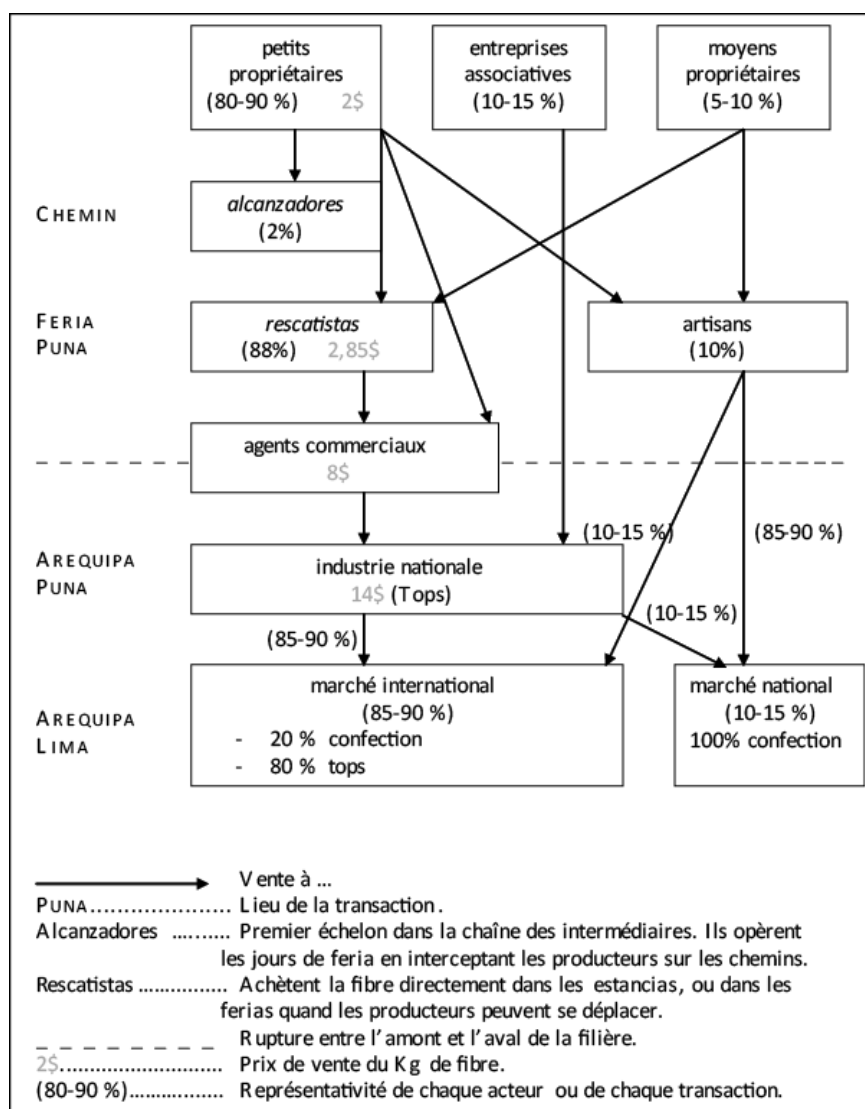 petits
propriétaires
(80-90 %) 2$
entreprises
associatives
(10-15 %)
moyens
propriétaires
(5-10 %)
CHEMIN
alcanzadores
(2%)
FERIA
PUNA
rescatistas
(88%) 2,85$
artisans
(10%)
agents commerciaux
8$
AREQUIPA
PUNA
industrie nationale
14$ (Tops)
(10-15 %)
(85-90 %)
(85-90 %)
(10-15 %)
AREQUIPA
LIMA
marché international
(85-90 %)
- 20 % confection
- 80 % tops
marché national
(10-15 %)
100% confection
Vente à ...
PUNA...................... Lieu de la transaction.
Alcanzadores ......... Premier échelon dans la chaîne des intermédiaires. Ils opèrent
les jours de feria en interceptant les producteurs sur les chemins.
Rescatistas .............. Achètent la fibre directement dans les estancias, ou dans les
ferias quand les producteurs peuvent se déplacer.
Rupture entre l'amont et l'aval de la filière.
2$........................... Prix de vente du Kg de fibre.
(80-90 %)............... Représentativité de chaque acteur ou de chaque transaction.